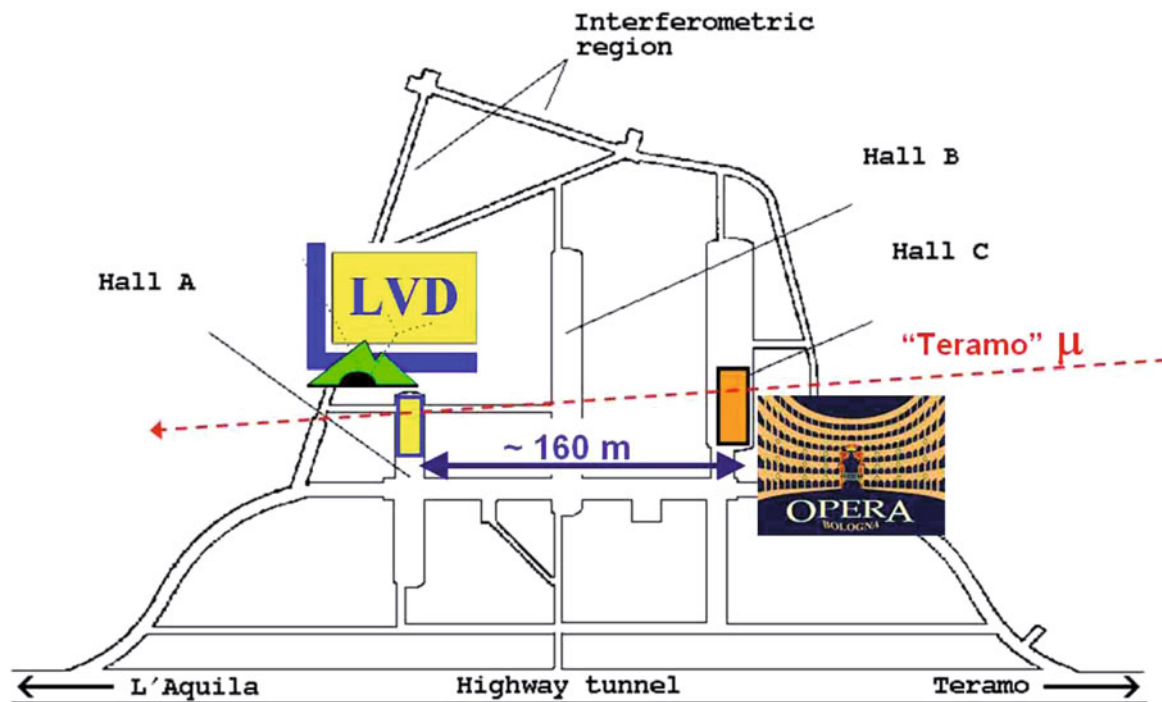 Interferometric
region
Hall B
Hall A
LVD
Hall C
“Teramo” μ
~ 160 m
OPERA
BOLOGNA
L'Aquila
Highway tunnel
Teramo